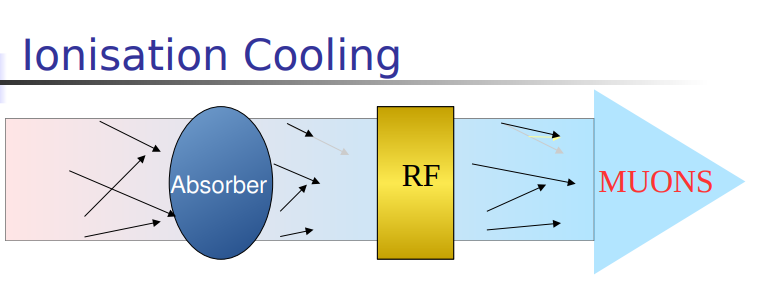 Ionisation Cooling
Absorber
RF
MUONS